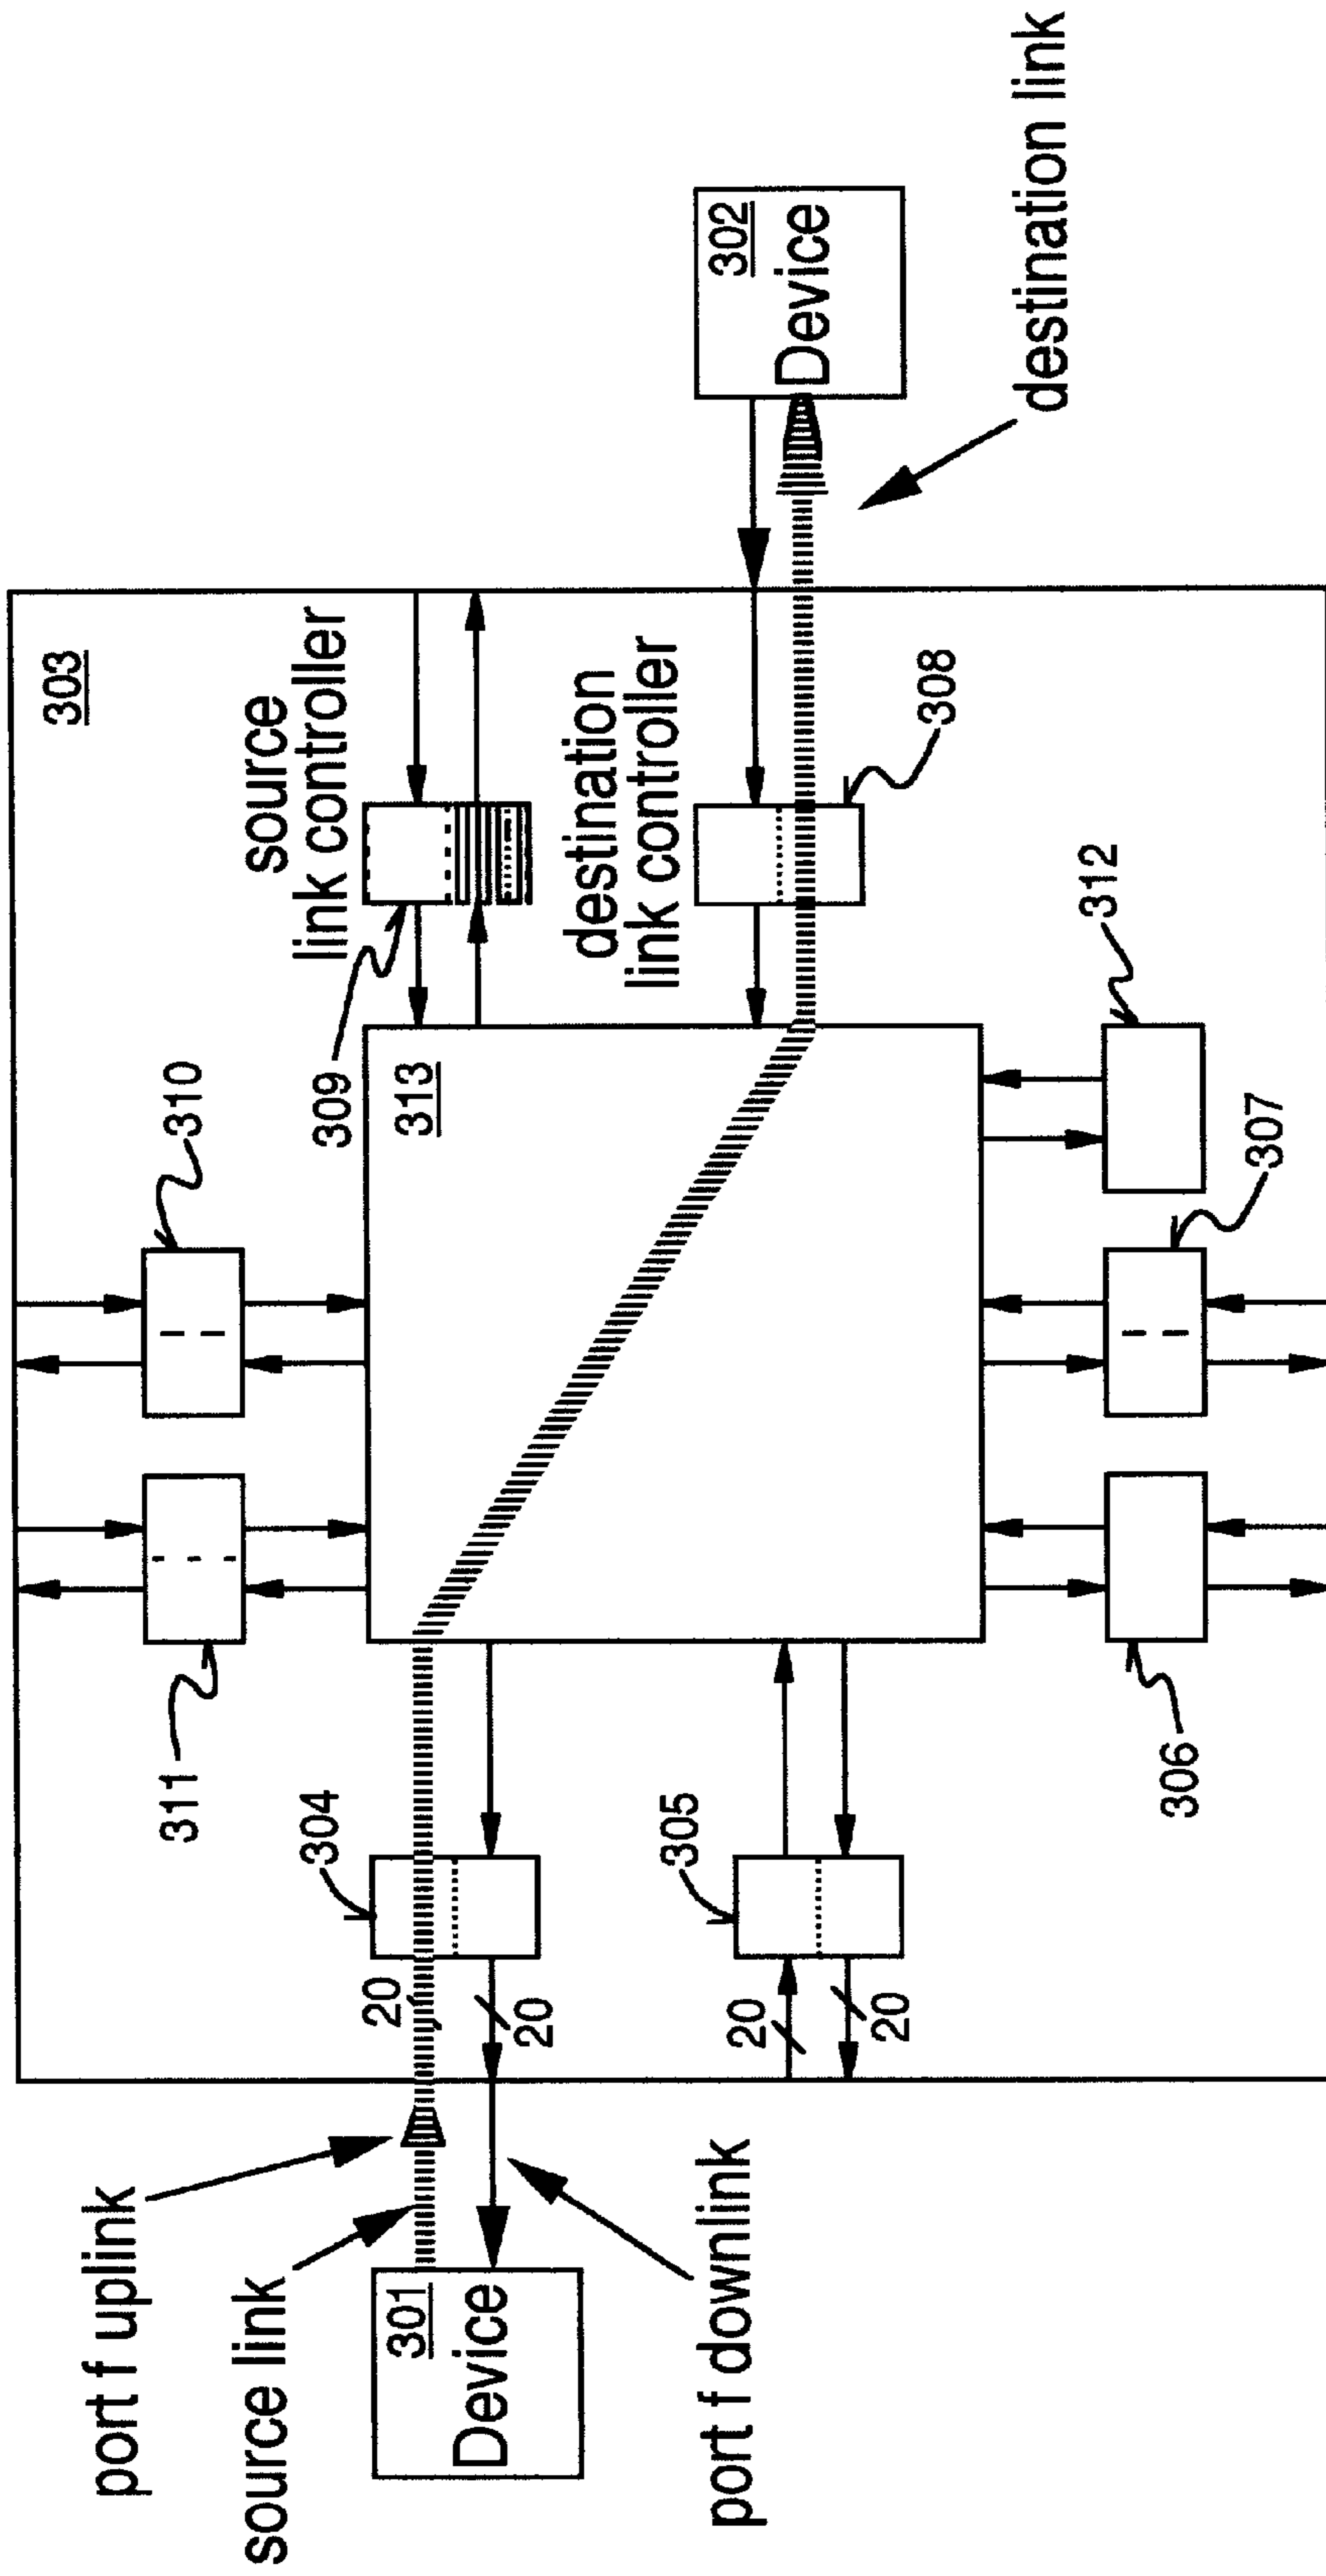 303
311
310
source
link controller
309
313
destination
link controller
308
304
305
20
20
20
20
port f uplink
source link
301
Device
port f downlink
302
Device
destination link
306
307
312